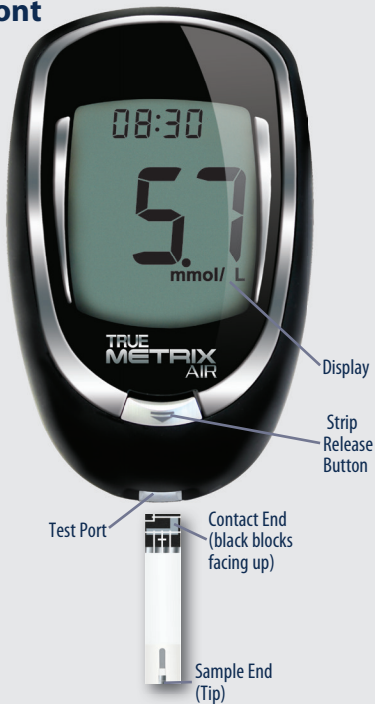 ont
08:30
5.7
mmol/ L
TRUE
METRIX
AIR
Display
Strip
Release
Button
Test Port
Contact End
(black blocks
facing up)
Sample End
(Tip)